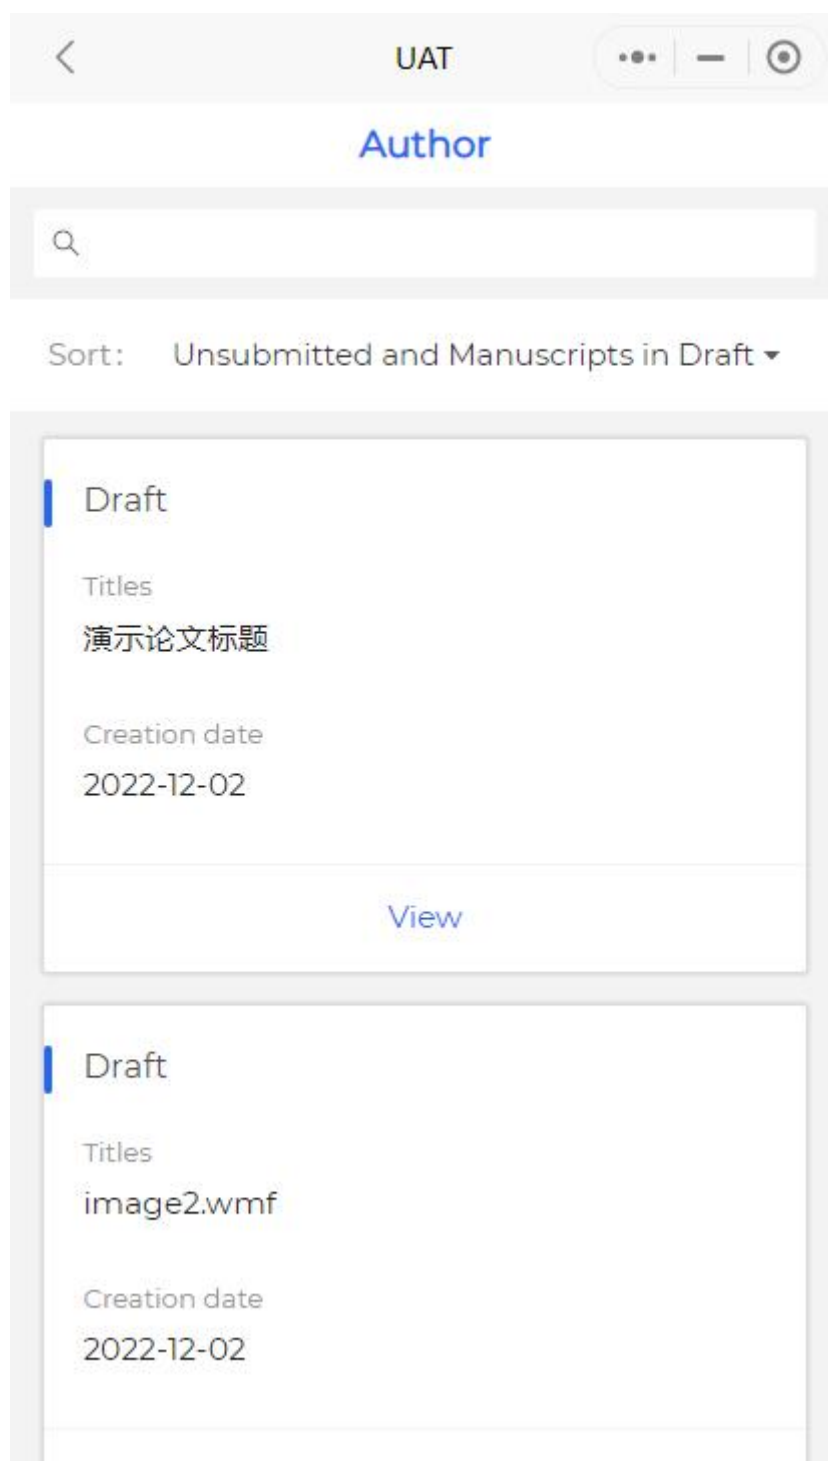 UAT
Author
Sort: Unsubmitted and Manuscripts in Draft
Draft
Titles
演示论文标题
Creation date
2022-12-02
View
Draft
Titles
image2.wmf
Creation date
2022-12-02